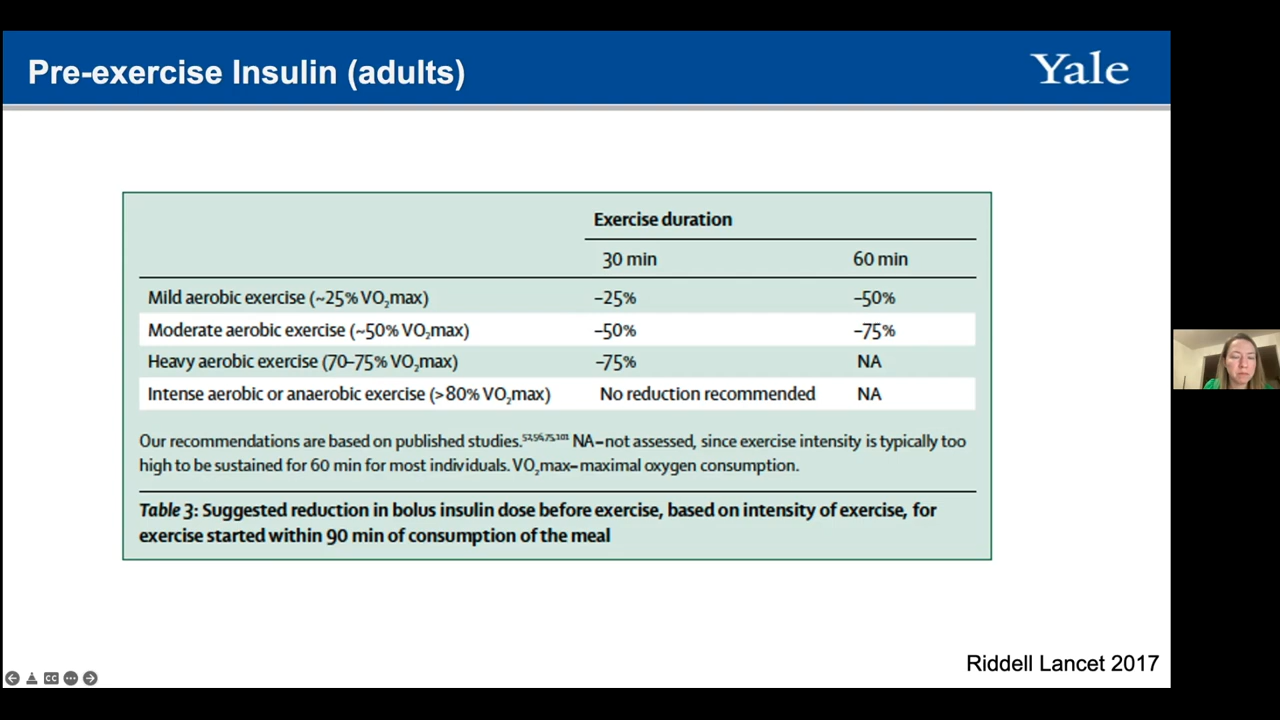 Pre-exercise Insulin (adults)
Yale
Exercise duration
30 min 60 min
Mild aerobic exercise (~25% VO₂max) –25% –50%
Moderate aerobic exercise (~50% VO₂max) –50% –75%
Heavy aerobic exercise (70–75% VO₂max) –75% NA
Intense aerobic or anaerobic exercise (>80% VO₂max) No reduction recommended NA
Our recommendations are based on published studies. NA=not assessed, since exercise intensity is typically too
high to be sustained for 60 min for most individuals. VO₂max=maximal oxygen consumption.
Table 3: Suggested reduction in bolus insulin dose before exercise, based on intensity of exercise, for
exercise started within 90 min of consumption of the meal
Riddell Lancet 2017
CC